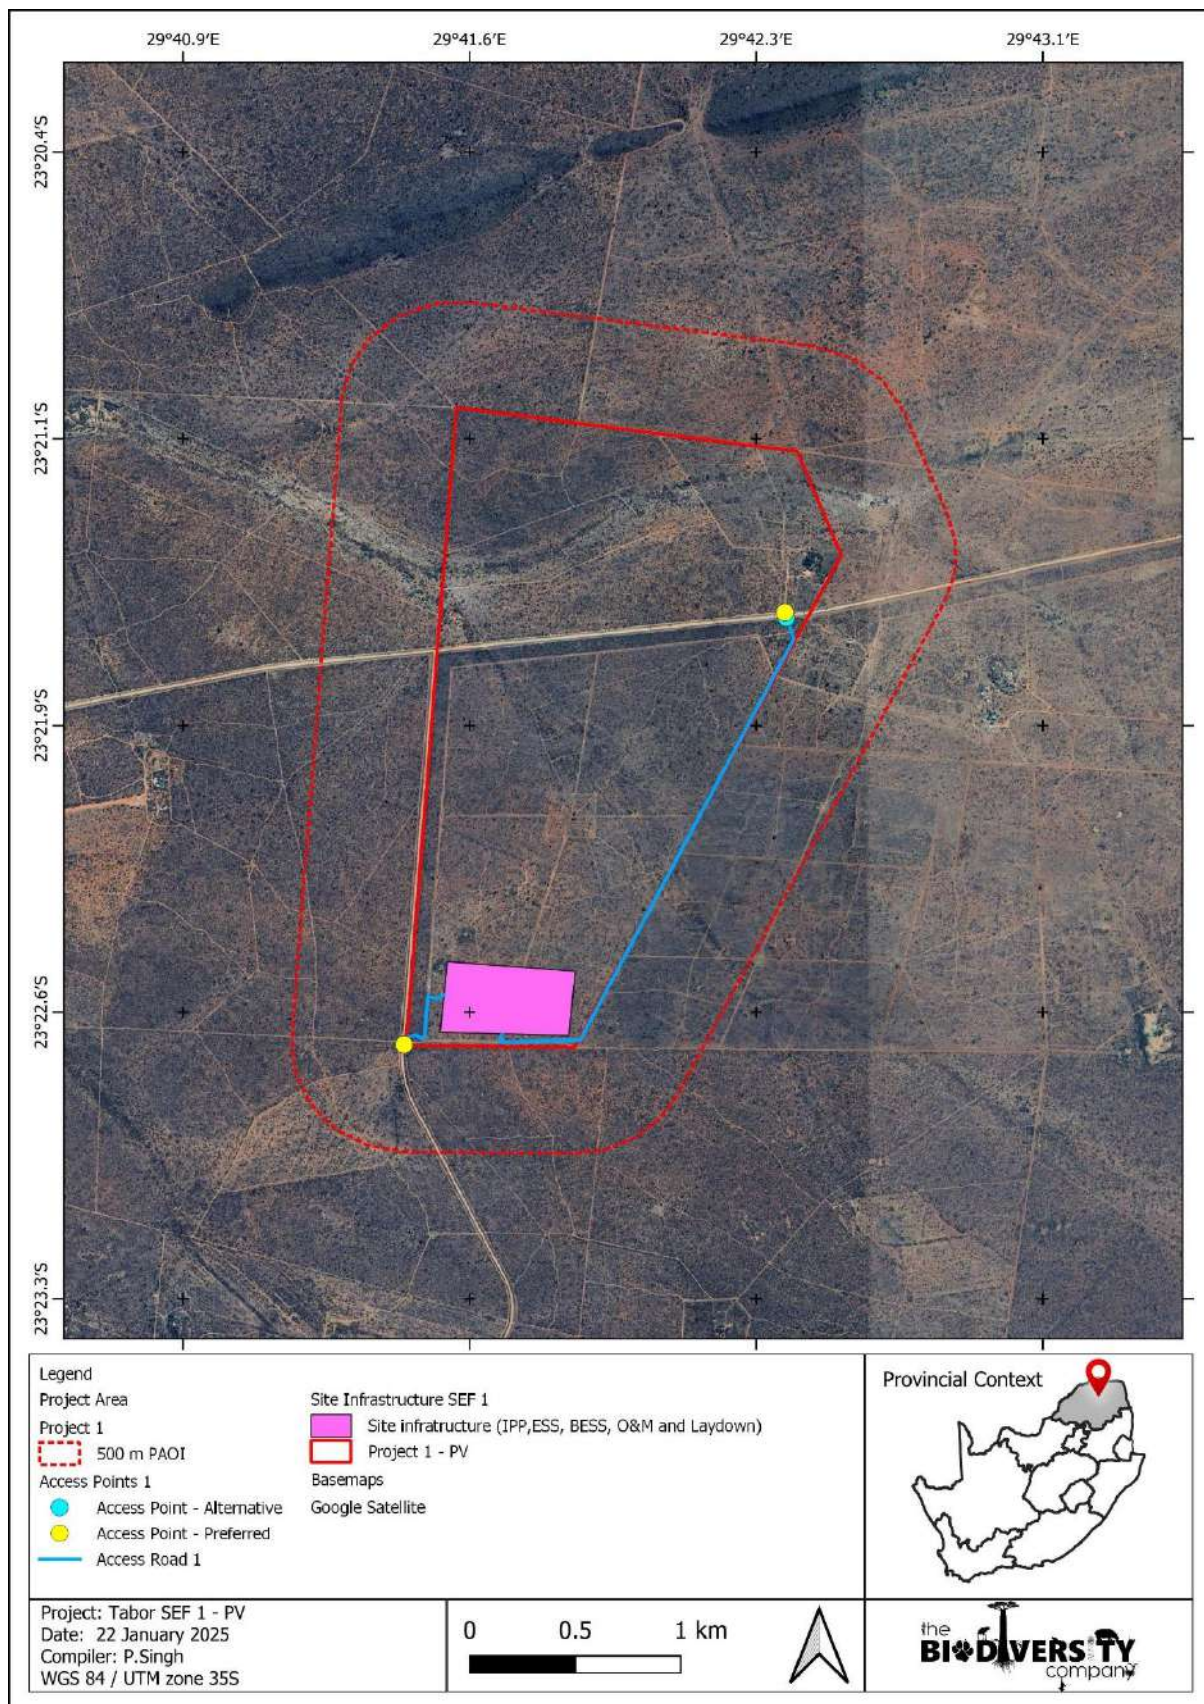 29°40.9'E 29°41.6'E 29°42.3'E 29°43.1'E
23°20.4'S
23°21.1'S
23°21.9'S
23°22.6'S
23°23.3'S
Legend
Project Area
Project 1
500 m PAOI
Access Points 1
Access Point - Alternative
Access Point - Preferred
Access Road 1
Site Infrastructure SEF 1
Site infratructure (IPP,ESS, BESS, O&M and Laydown)
Project 1 - PV
Basemaps
Google Satellite
Provincial Context
Project: Tabor SEF 1 - PV
Date: 22 January 2025
Compiler: P.Singh
WGS 84 / UTM zone 35S
0 0.5 1 km
the
BIODIVERSITY
company